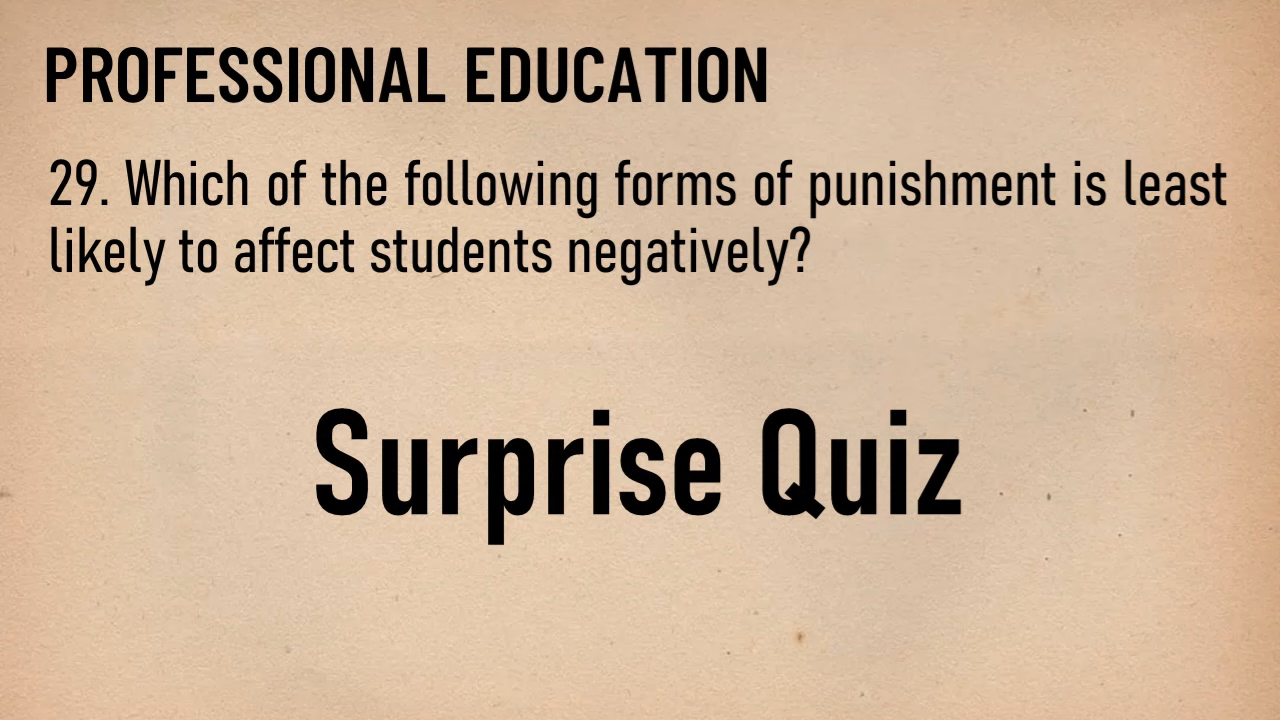 PROFESSIONAL EDUCATION
29. Which of the following forms of punishment is least
likely to affect students negatively?
Surprise Quiz